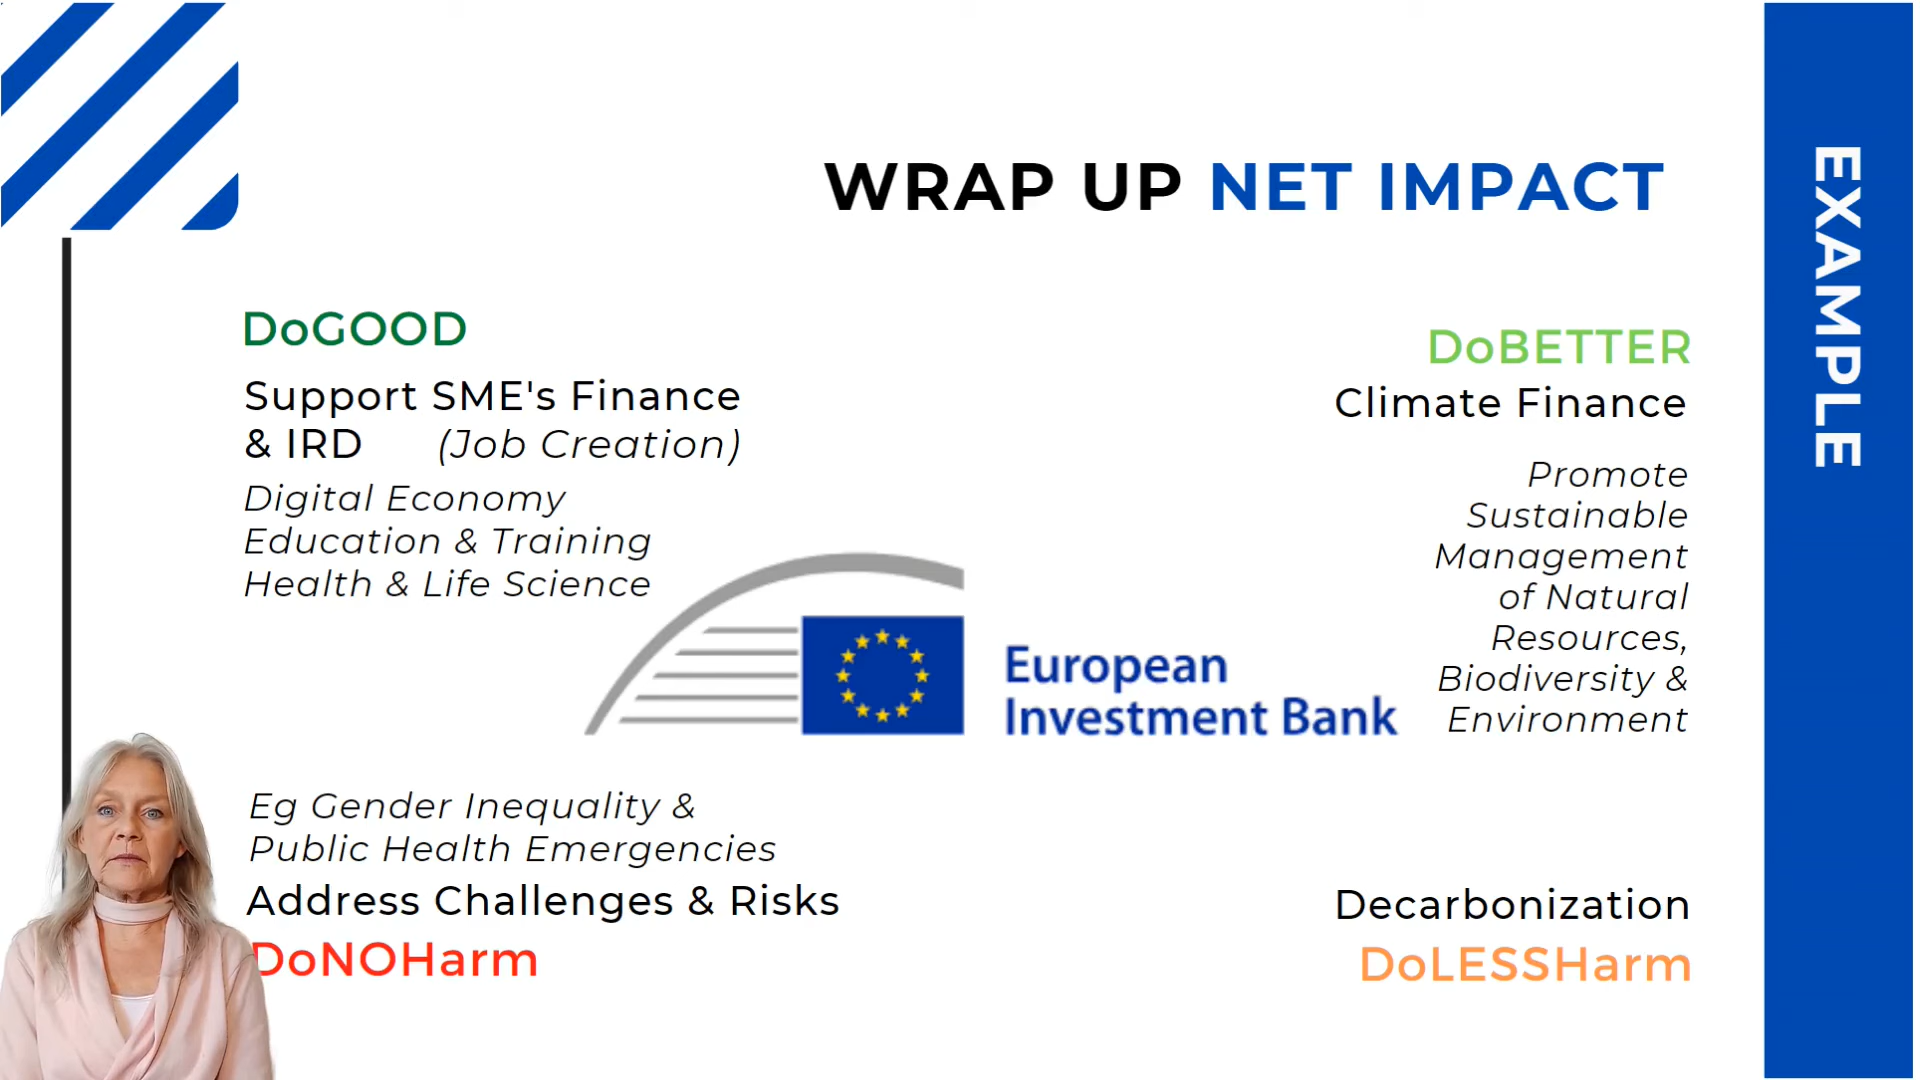 WRAP UP NET IMPACT
EXAMPLE
DoGOOD
Support SME's Finance
& IRD (Job Creation)
Digital Economy
Education & Training
Health & Life Science
DoBETTER
Climate Finance
Promote
Sustainable
Management
of Natural
Resources,
Biodiversity &
Environment
European
Investment Bank
Eg Gender Inequality &
Public Health Emergencies
Address Challenges & Risks
DoNOHarm
Decarbonization
DoLESSHarm